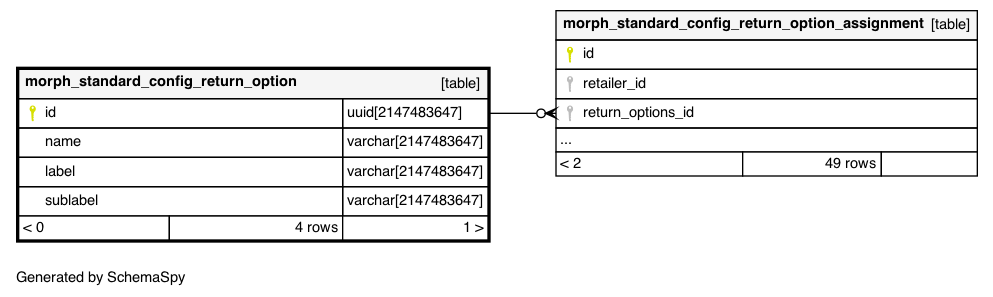 morph_standard_config_return_option [table]
id uuid[2147483647]
name varchar[2147483647]
label varchar[2147483647]
sublabel varchar[2147483647]
< 0 4 rows 1 >
morph_standard_config_return_option_assignment [table]
id
retailer_id
return_options_id
...
< 2 49 rows
Generated by SchemaSpy